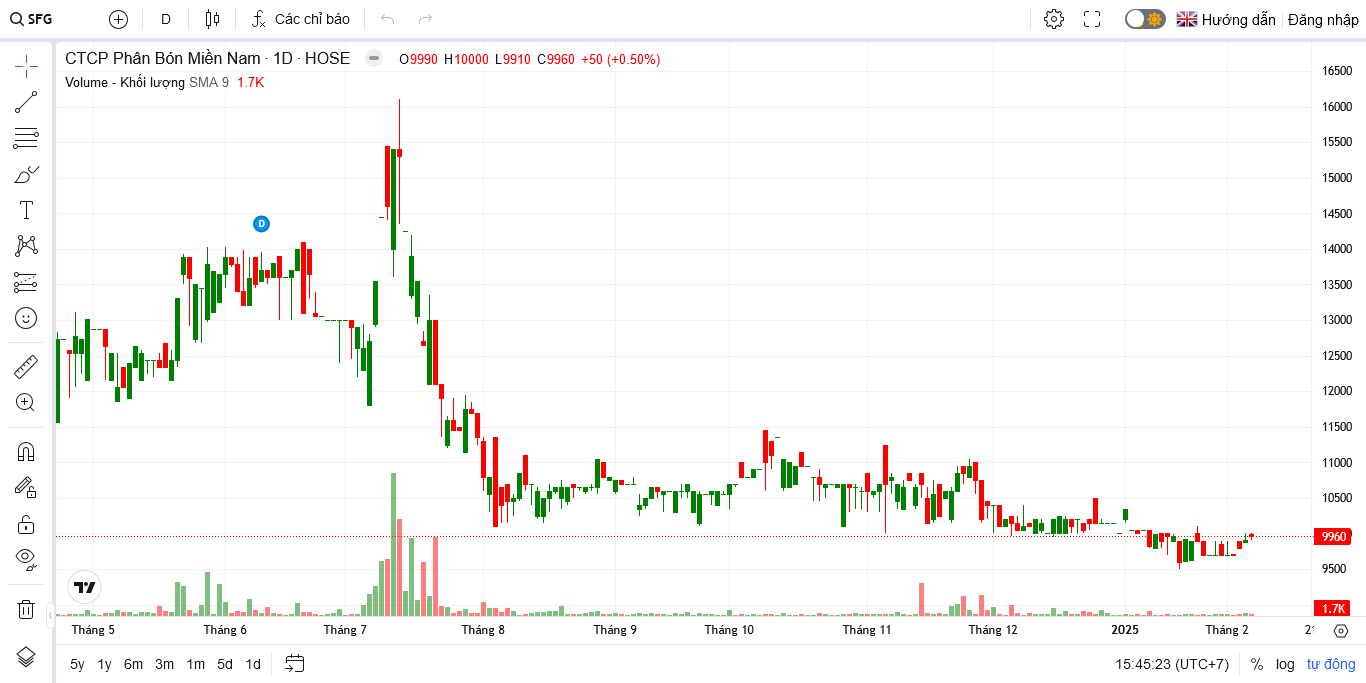 SFG D Các chỉ báo Hướng dẫn Đăng nhập
CTCP Phân Bón Miền Nam · 1D · HOSE O9990 H10000 L9910 C9960 +50 (+0.50%)
Volume - Khối lượng SMA 9 1.7K
16500
16000
15500
15000
14500
D
14000
13500
13000
12500
12000
11500
11000
10500
9960
9500
1.7K
Tháng 5 Tháng 6 Tháng 7 Tháng 8 Tháng 9 Tháng 10 Tháng 11 Tháng 12 2025 Tháng 2
5y 1y 6m 3m 1m 5d 1d 15:45:23 (UTC+7) % log tự động